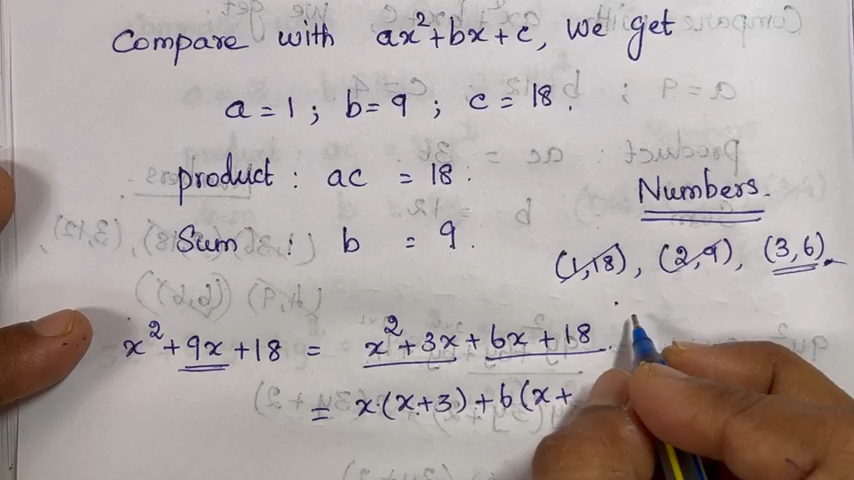 Compare with ax²+bx+c, we get
a=1 ; b=9 ; c=18.
product : ac = 18.
Numbers.
Sum : b = 9.
(1,18), (2,9), (3,6)
x²+9x+18 = x²+3x+6x+18.
= x(x+3)+6(x+